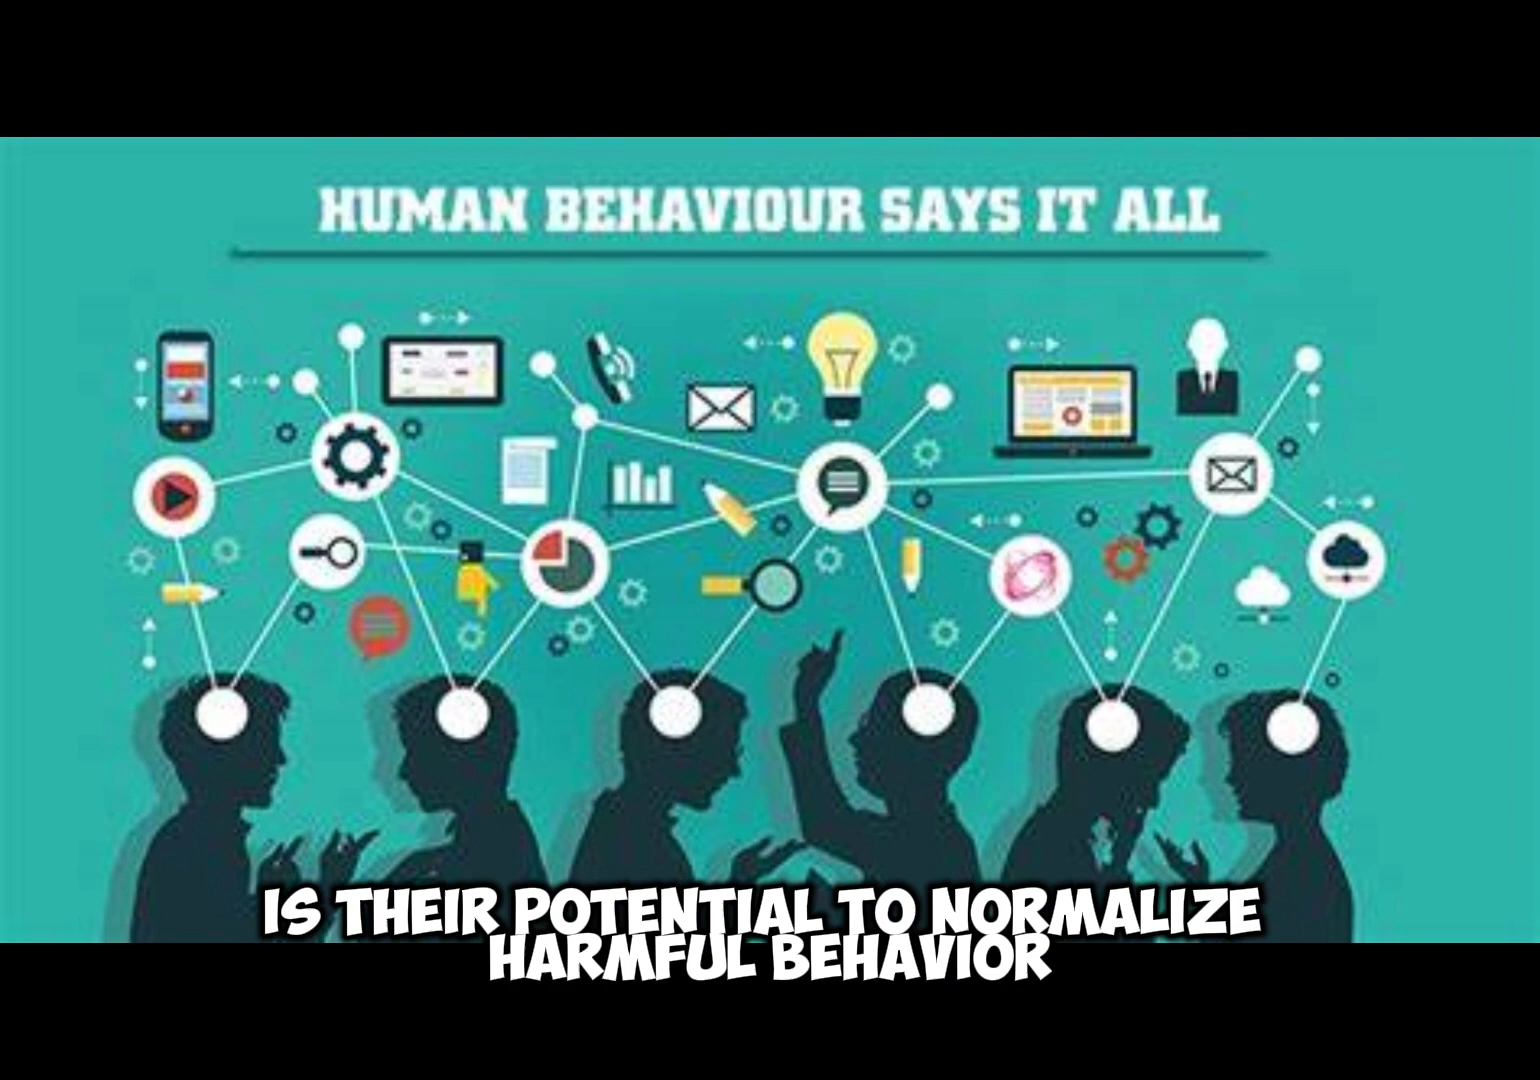 HUMAN BEHAVIOUR SAYS IT ALL
IS THEIR POTENTIAL TO NORMALIZE
HARMFUL BEHAVIOR